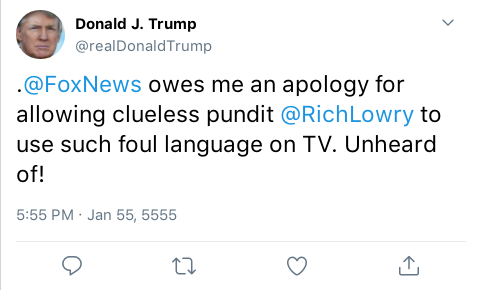 Donald J. Trump
@realDonaldTrump
.@FoxNews owes me an apology for
allowing clueless pundit @RichLowry to
use such foul language on TV. Unheard
of!
5:55 PM · Jan 55, 5555